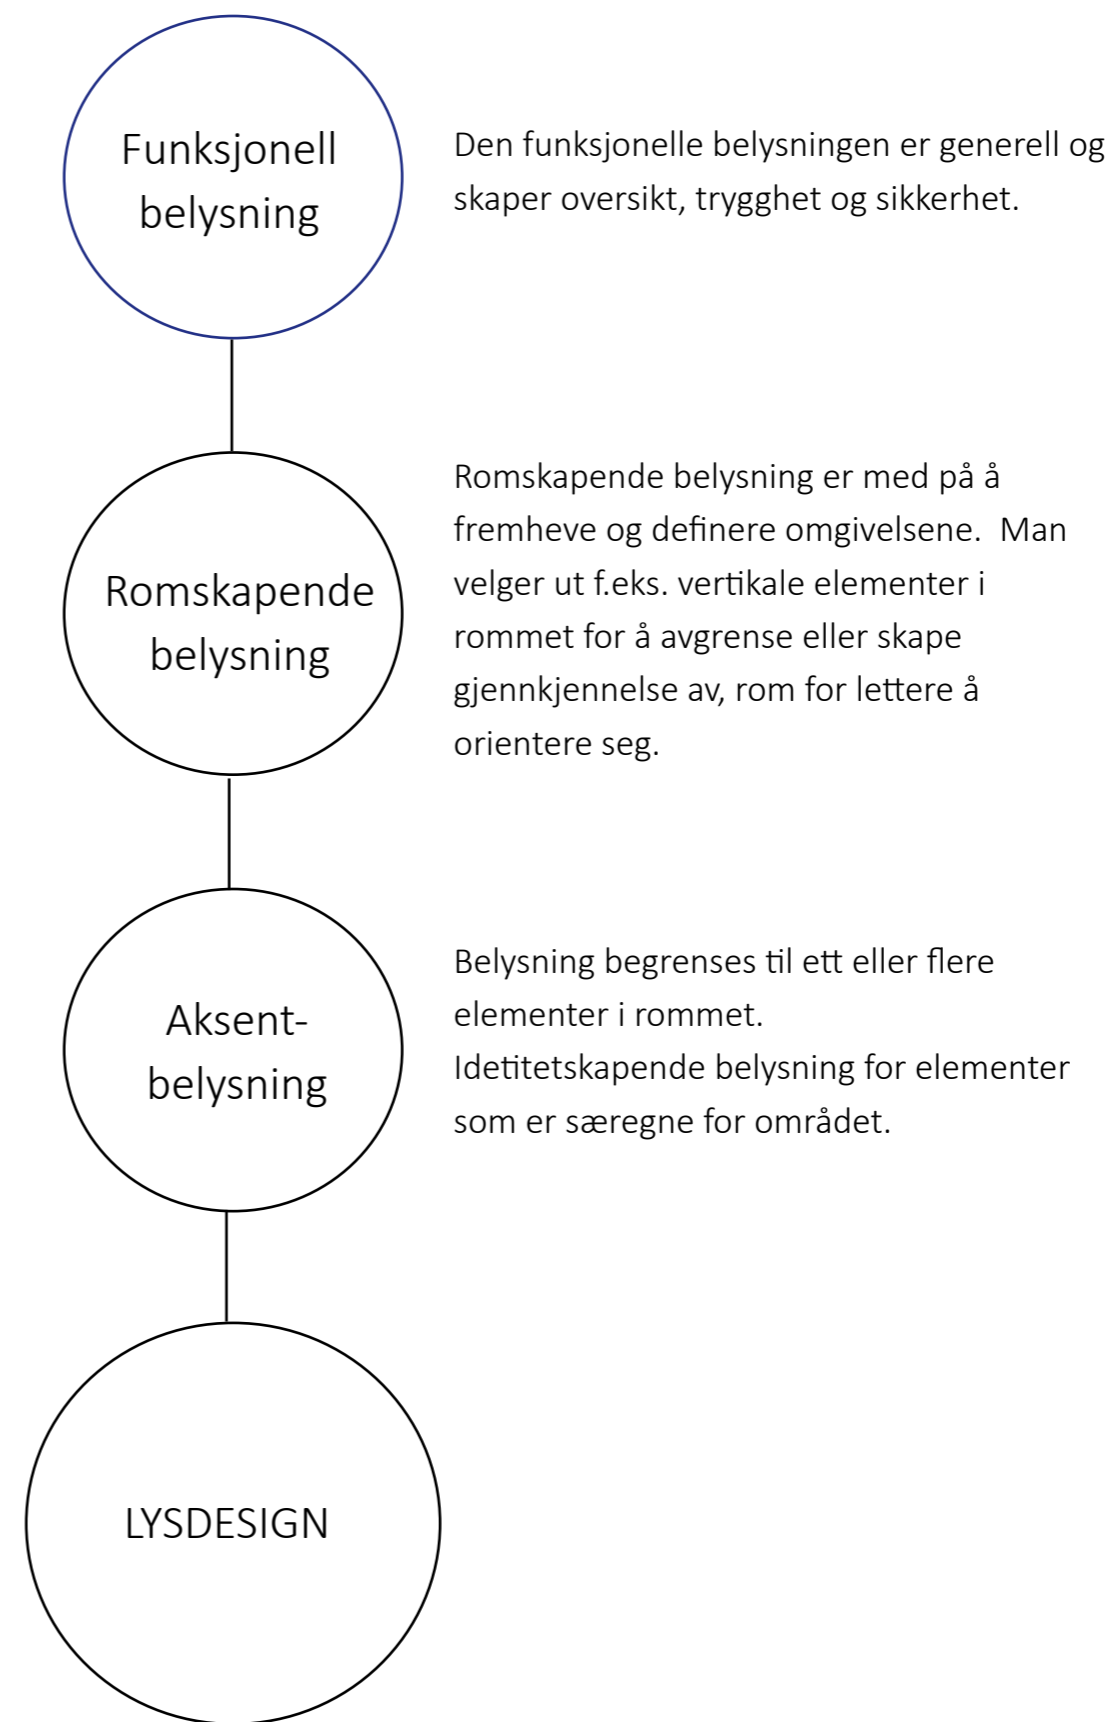 Funksjonell
belysning
Den funksjonelle belysningen er generell og
skaper oversikt, trygghet og sikkerhet.
Romskapende
belysning
Romskapende belysning er med på å
fremheve og definere omgivelsene.  Man
velger ut f.eks. vertikale elementer i
rommet for å avgrense eller skape
gjennkjennelse av, rom for lettere å
orientere seg.
Aksent-
belysning
Belysning begrenses til ett eller flere
elementer i rommet.
Idetitetskapende belysning for elementer
som er særegne for området.
LYSDESIGN